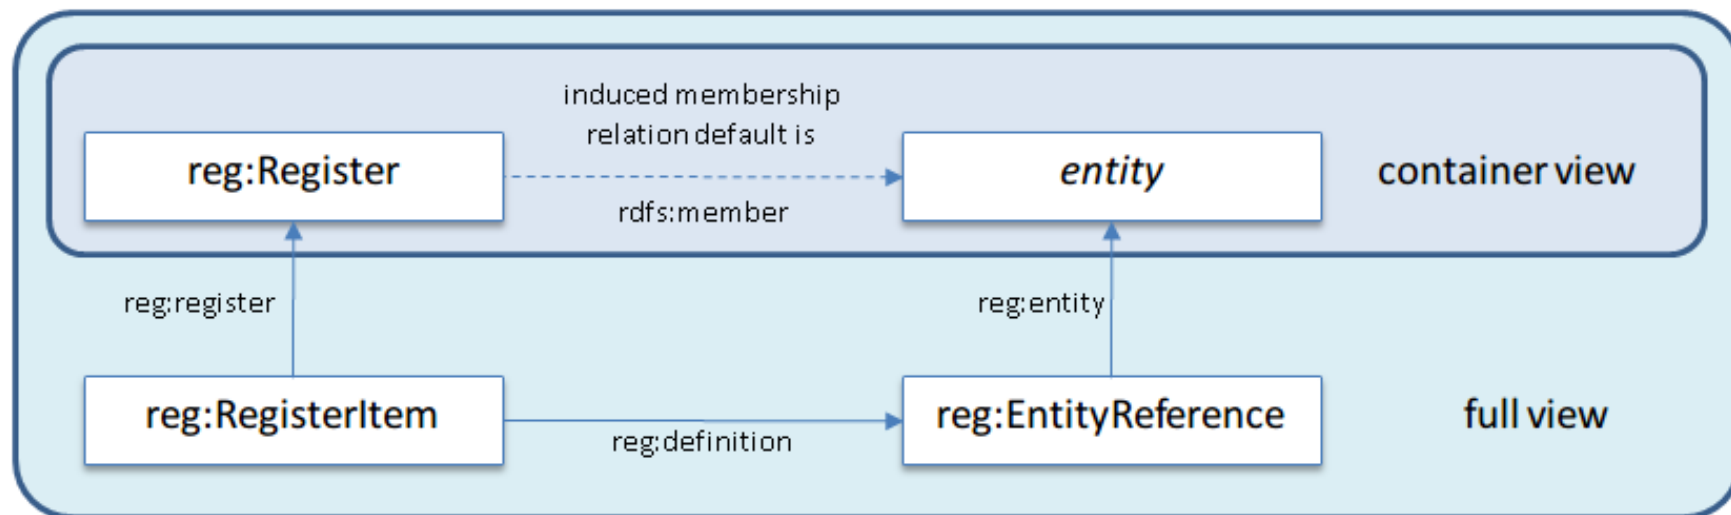 induced membership
relation default is
reg:Register
entity
container view
rdfs:member
reg:register
reg:entity
reg:RegisterItem
reg:EntityReference
full view
reg:definition